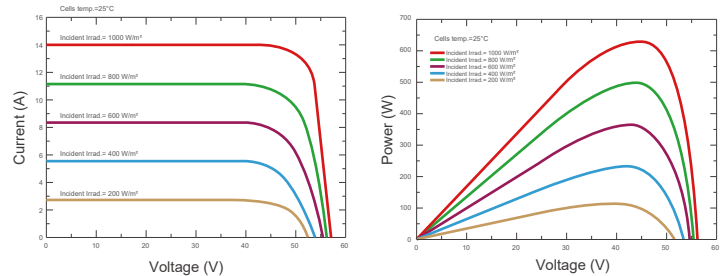 Cells temp.=25°C
16
14
12
10
8
6
4
2
0
Incident Irrad.= 1000 W/m²
Incident Irrad.= 800 W/m²
Incident Irrad.= 600 W/m²
Incident Irrad.= 400 W/m²
Incident Irrad.= 200 W/m²
Current (A)
0 10 20 30 40 50 60
Voltage (V)
700
600
500
400
300
200
100
0
Cells temp.=25°C
Incident Irrad.= 1000 W/m²
Incident Irrad.= 800 W/m²
Incident Irrad.= 600 W/m²
Incident Irrad.= 400 W/m²
Incident Irrad.= 200 W/m²
Power (W)
0 10 20 30 40 50 60
Voltage (V)